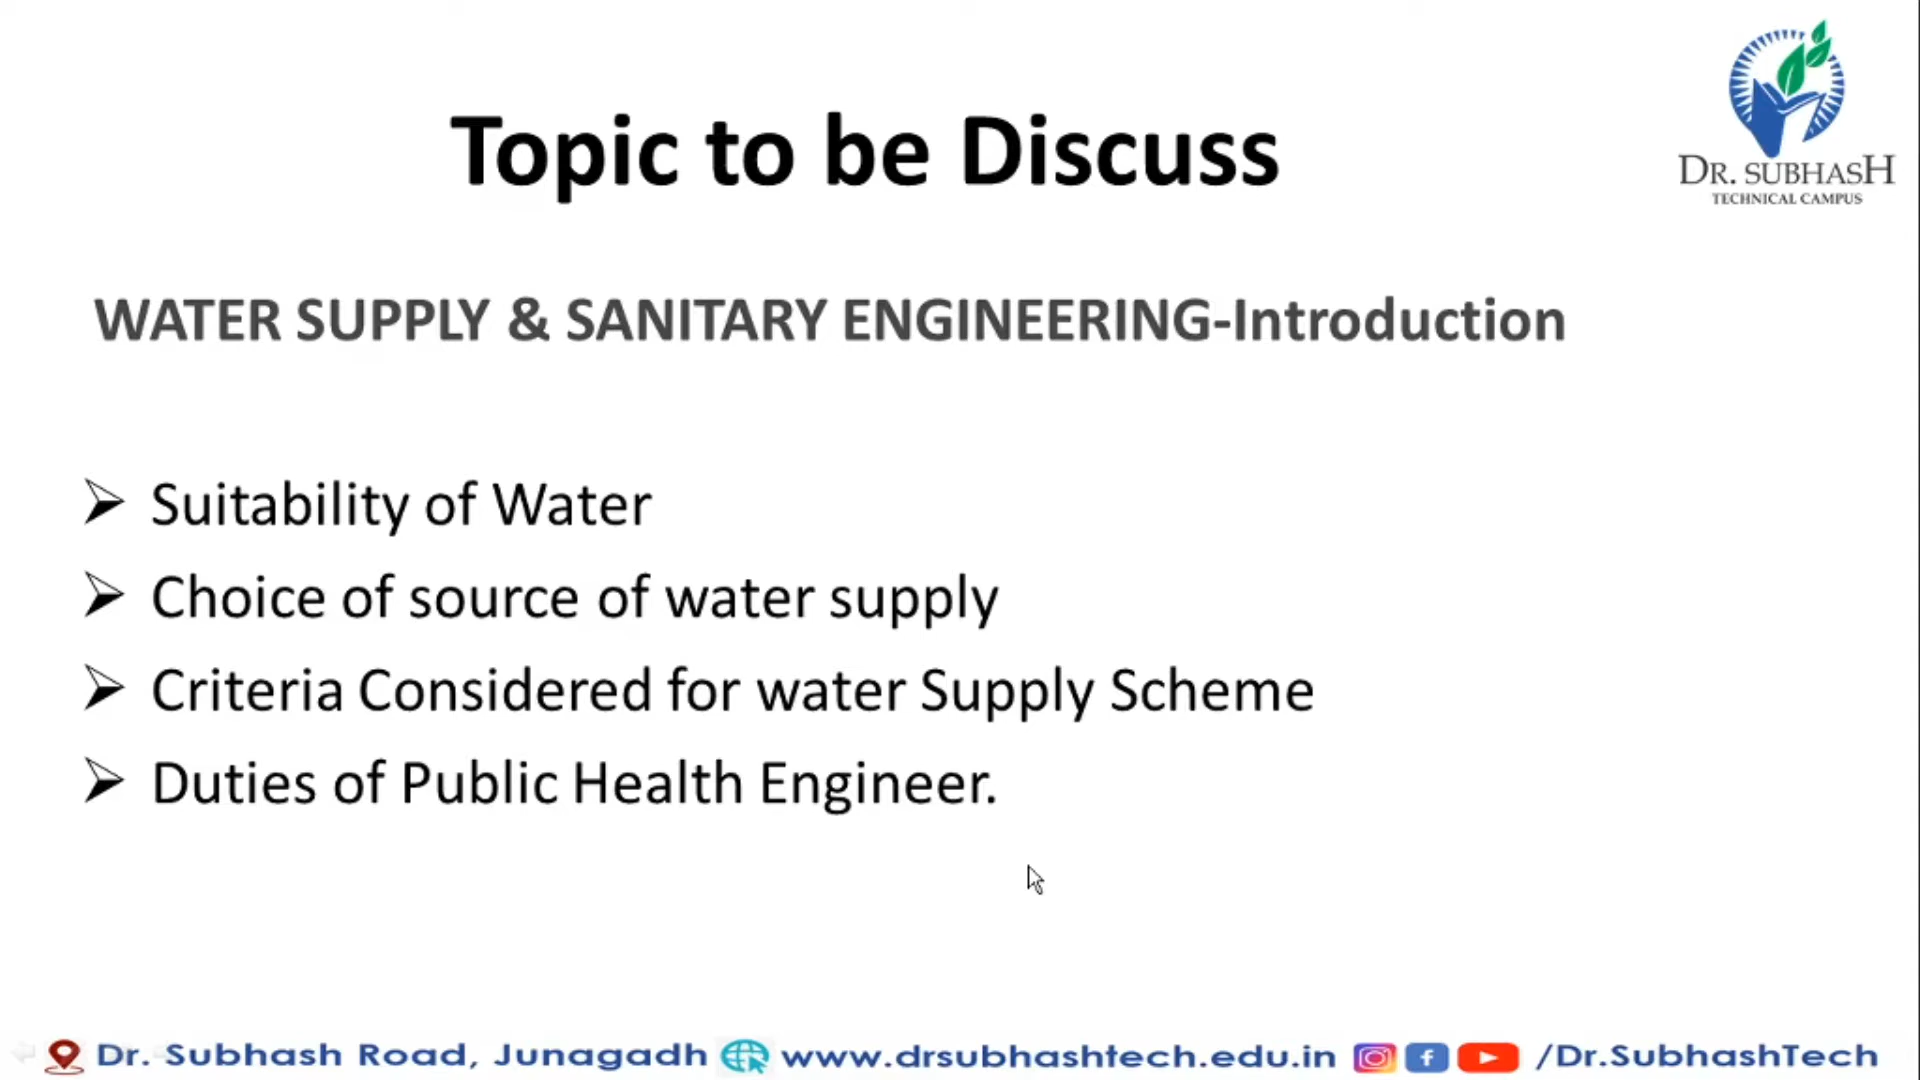 Topic to be Discuss
DR. SUBHASH
TECHNICAL CAMPUS
WATER SUPPLY & SANITARY ENGINEERING-Introduction
Suitability of Water
Choice of source of water supply
Criteria Considered for water Supply Scheme
Duties of Public Health Engineer.
Dr. Subhash Road, Junagadh www.drsubhashtech.edu.in /Dr.SubhashTech